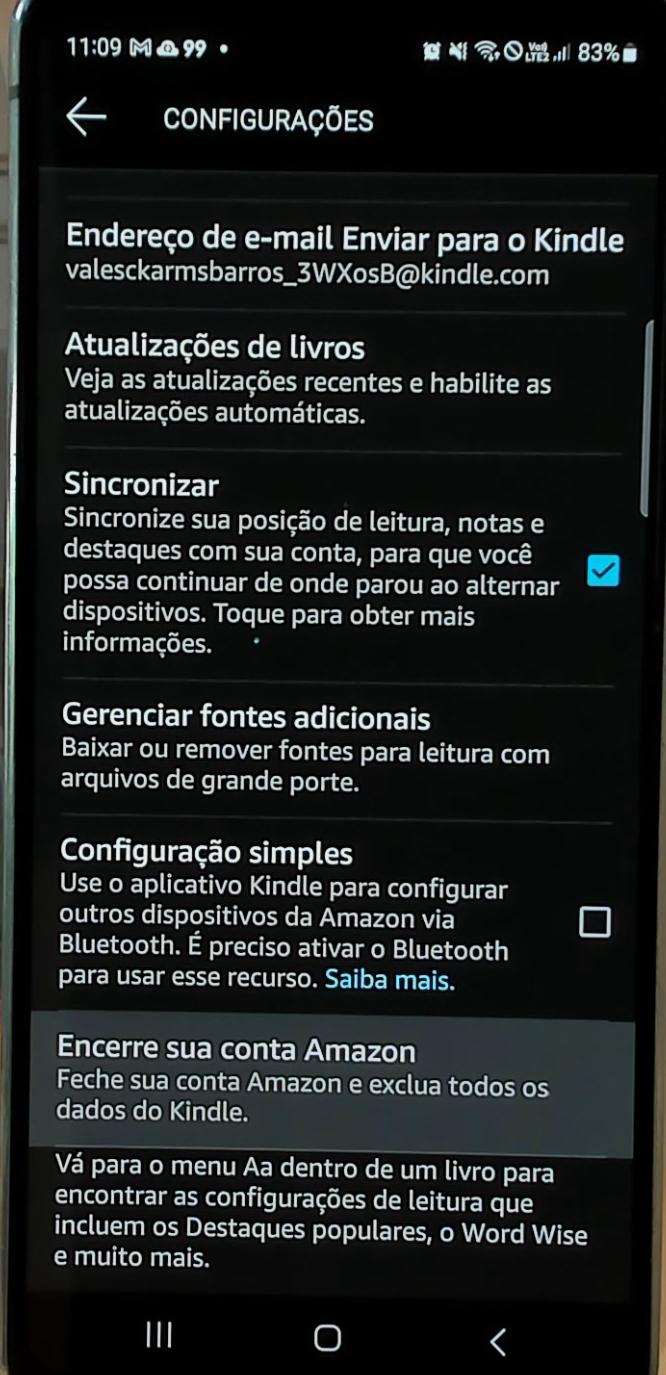 11:09 99 • Vo) LTE2 83%
CONFIGURAÇÕES
Endereço de e-mail Enviar para o Kindle
valesckarmsbarros_3WXosB@kindle.com
Atualizações de livros
Veja as atualizações recentes e habilite as
atualizações automáticas.
Sincronizar
Sincronize sua posição de leitura, notas e
destaques com sua conta, para que você
possa continuar de onde parou ao alternar
dispositivos. Toque para obter mais
informações.
Gerenciar fontes adicionais
Baixar ou remover fontes para leitura com
arquivos de grande porte.
Configuração simples
Use o aplicativo Kindle para configurar
outros dispositivos da Amazon via
Bluetooth. É preciso ativar o Bluetooth
para usar esse recurso. Saiba mais.
Encerre sua conta Amazon
Feche sua conta Amazon e exclua todos os
dados do Kindle.
Vá para o menu Aa dentro de um livro para
encontrar as configurações de leitura que
incluem os Destaques populares, o Word Wise
e muito mais.